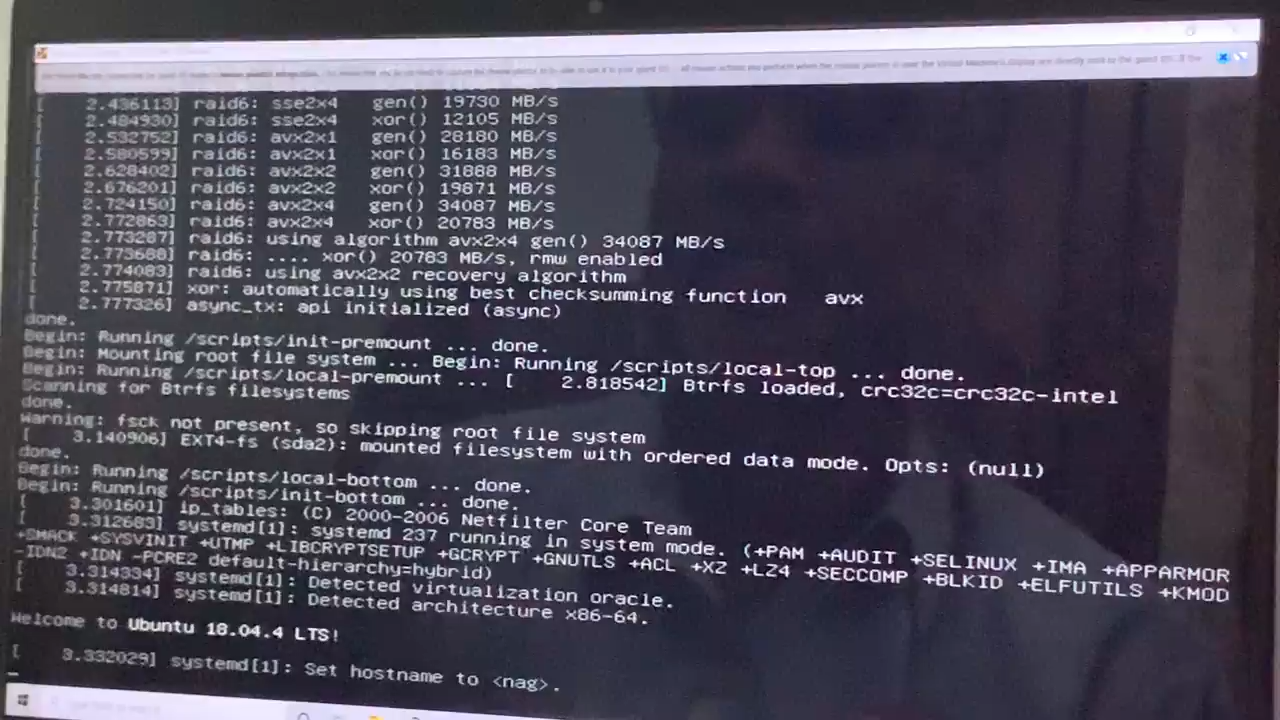 [    2.436113] raid6: sse2x4   gen() 19730 MB/s
[    2.484930] raid6: sse2x4   xor() 12105 MB/s
[    2.532752] raid6: avx2x1   gen() 28180 MB/s
[    2.580599] raid6: avx2x1   xor() 16183 MB/s
[    2.628402] raid6: avx2x2   gen() 31888 MB/s
[    2.676201] raid6: avx2x2   xor() 19871 MB/s
[    2.724150] raid6: avx2x4   gen() 34087 MB/s
[    2.772863] raid6: avx2x4   xor() 20783 MB/s
[    2.773287] raid6: using algorithm avx2x4 gen() 34087 MB/s
[    2.773688] raid6: .... xor() 20783 MB/s, rmw enabled
[    2.774083] raid6: using avx2x2 recovery algorithm
[    2.775871] xor: automatically using best checksumming function   avx
[    2.777326] async_tx: api initialized (async)
done.
Begin: Running /scripts/init-premount ... done.
Begin: Mounting root file system ... Begin: Running /scripts/local-top ... done.
Begin: Running /scripts/local-premount ... [    2.818542] Btrfs loaded, crc32c=crc32c-intel
Scanning for Btrfs filesystems
done.
Warning: fsck not present, so skipping root file system
[    3.140906] EXT4-fs (sda2): mounted filesystem with ordered data mode. Opts: (null)
done.
Begin: Running /scripts/local-bottom ... done.
Begin: Running /scripts/init-bottom ... done.
[    3.301601] ip_tables: (C) 2000-2006 Netfilter Core Team
[    3.312683] systemd[1]: systemd 237 running in system mode. (+PAM +AUDIT +SELINUX +IMA +APPARMOR
+SMACK +SYSVINIT +UTMP +LIBCRYPTSETUP +GCRYPT +GNUTLS +ACL +XZ +LZ4 +SECCOMP +BLKID +ELFUTILS +KMOD
-IDN2 +IDN -PCRE2 default-hierarchy=hybrid)
[    3.314334] systemd[1]: Detected virtualization oracle.
[    3.314814] systemd[1]: Detected architecture x86-64.
Welcome to Ubuntu 18.04.4 LTS!
[    3.332029] systemd[1]: Set hostname to <nag>.